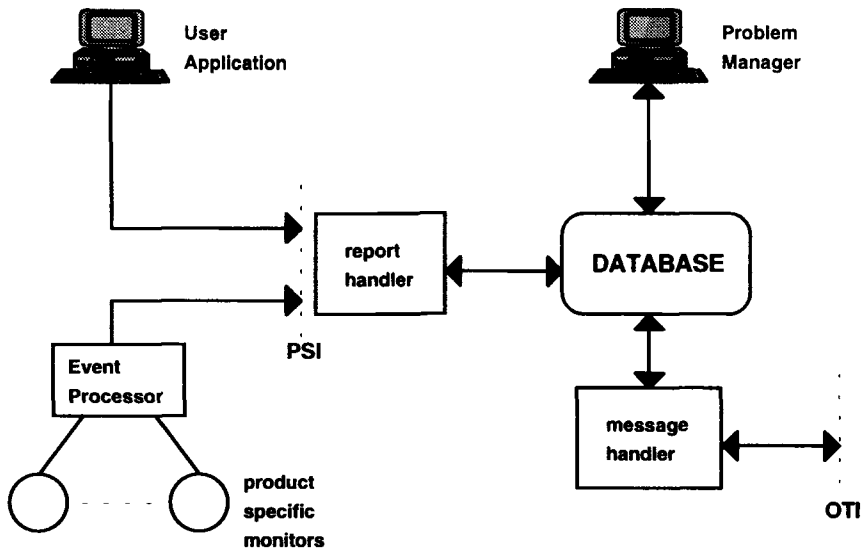 User
Application
Problem
Manager
report
handler
DATABASE
PSI
Event
Processor
message
handler
product
specific
monitors